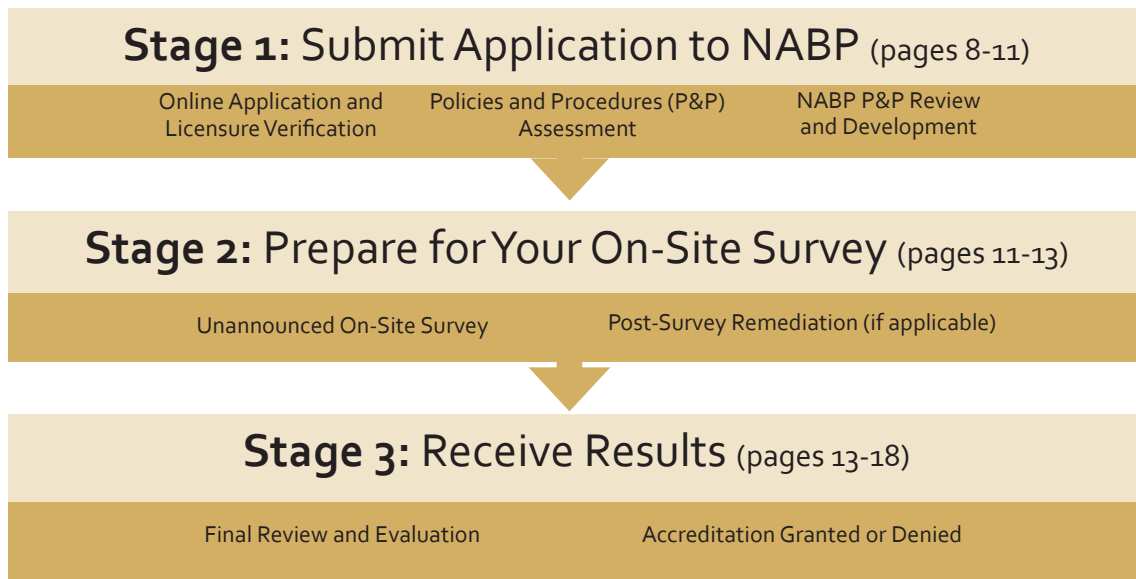 Stage 1: Submit Application to NABP (pages 8-11)
Online Application and
Licensure Verification
Policies and Procedures (P&P)
Assessment
NABP P&P Review
and Development
Stage 2: Prepare for Your On-Site Survey (pages 11-13)
Unannounced On-Site Survey
Post-Survey Remediation (if applicable)
Stage 3: Receive Results (pages 13-18)
Final Review and Evaluation
Accreditation Granted or Denied